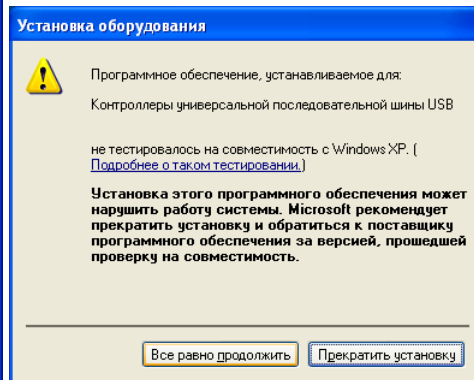 Установка оборудования
Программное обеспечение, устанавливаемое для:
Контроллеры универсальной последовательной шины USB
не тестировалось на совместимость с Windows XP. (
Подробнее о таком тестировании.)
Установка этого программного обеспечения может
нарушить работу системы. Microsoft рекомендует
прекратить установку и обратиться к поставщику
программного обеспечения за версией, прошедшей
проверку на совместимость.
Все равно продолжить
Прекратить установку